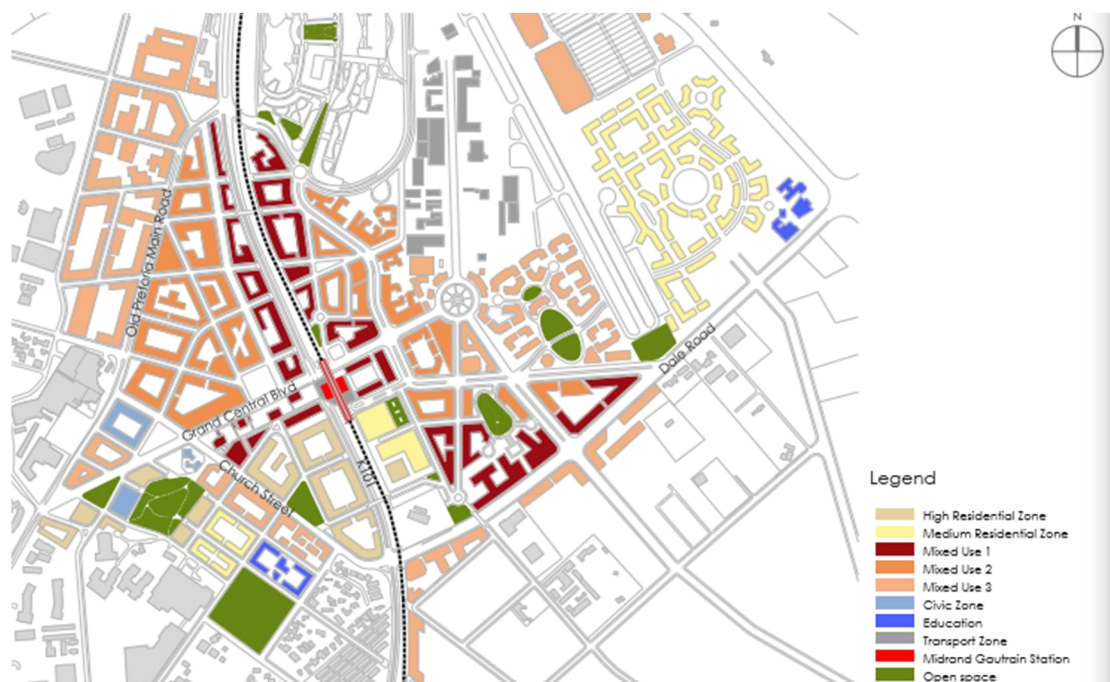 N
Old Pretoria Main Road
Grand Central Blvd
Church Street
K101
Dale Road
Legend
High Residential Zone
Medium Residential Zone
Mixed Use 1
Mixed Use 2
Mixed Use 3
Civic Zone
Education
Transport Zone
Midrand Gautrain Station
Open space